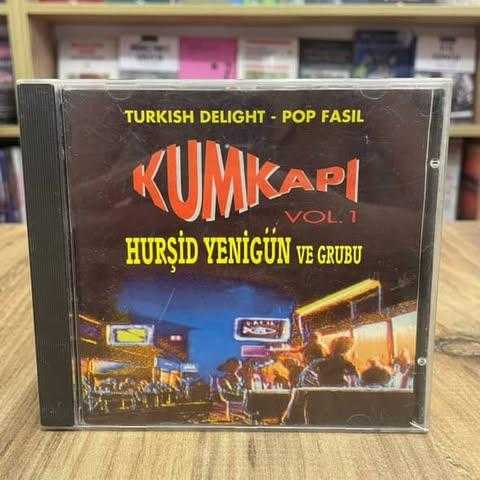 TURKISH DELIGHT - POP FASIL
KUMKAPI
VOL. 1
HURŞİD YENİGÜN VE GRUBU